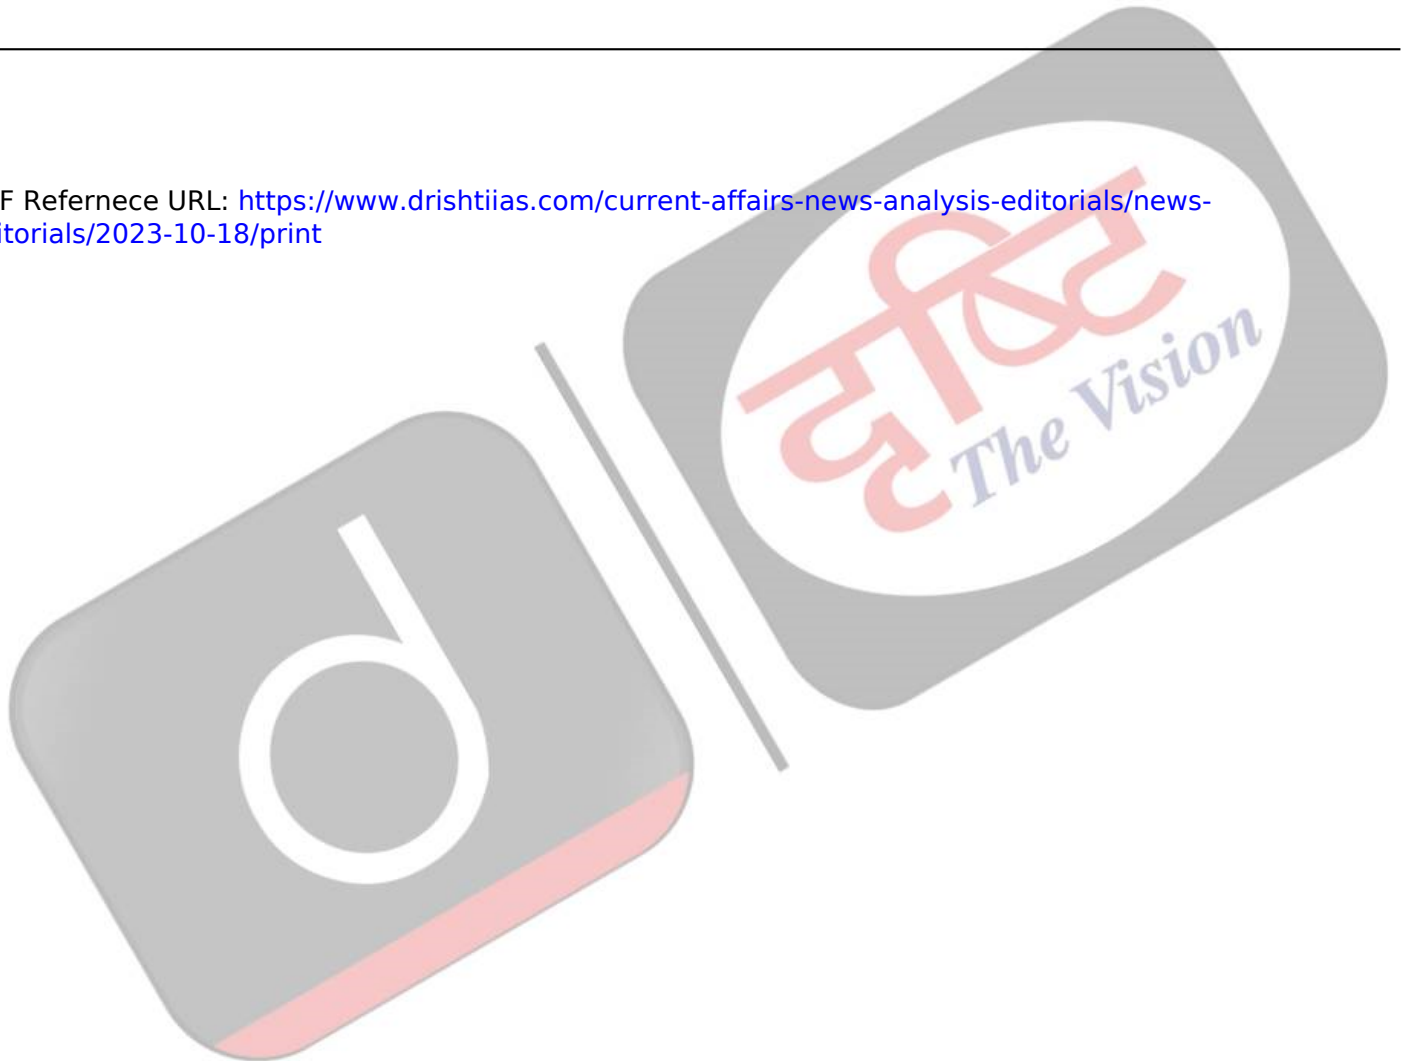 F Refernece URL: https://www.drishtiias.com/current-affairs-news-analysis-editorials/news-
itorials/2023-10-18/print
दृष्टि
The Vision
d